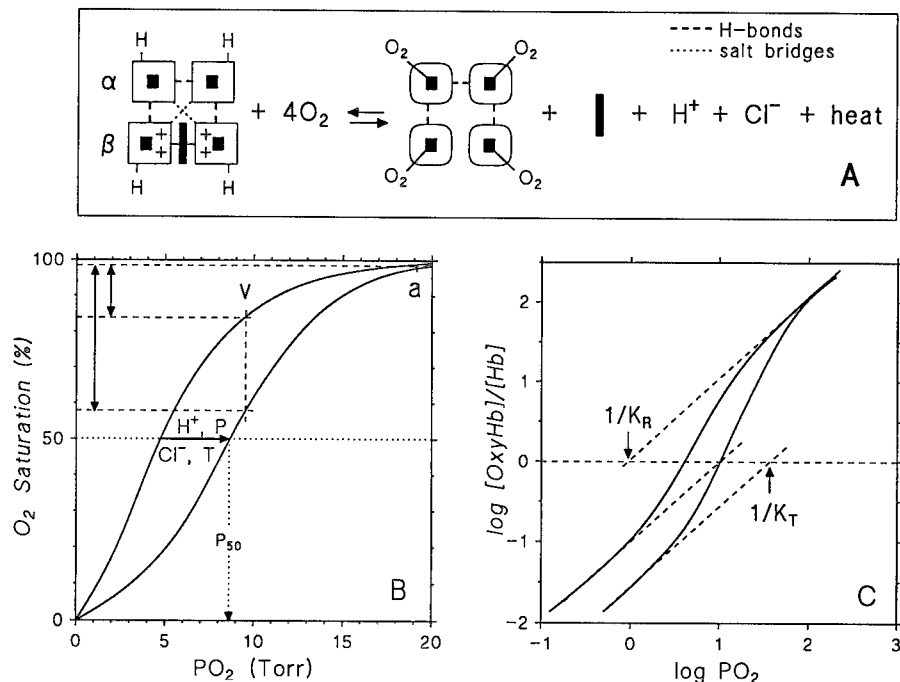 H H
H-bonds
salt bridges
α
β
+ +
+ +
H H
+ 4O₂
O₂ O₂
O₂ O₂
+ + H⁺ + Cl⁻ + heat
A
100
50
0
O₂ Saturation (%)
V
a
H⁺, P
Cl⁻, T
P₅₀
B
0 5 10 15 20
PO₂ (Torr)
2
1
0
-1
-2
log [OxyHb]/[Hb]
1/K_R
1/K_T
C
-1 0 1 2 3
log PO₂